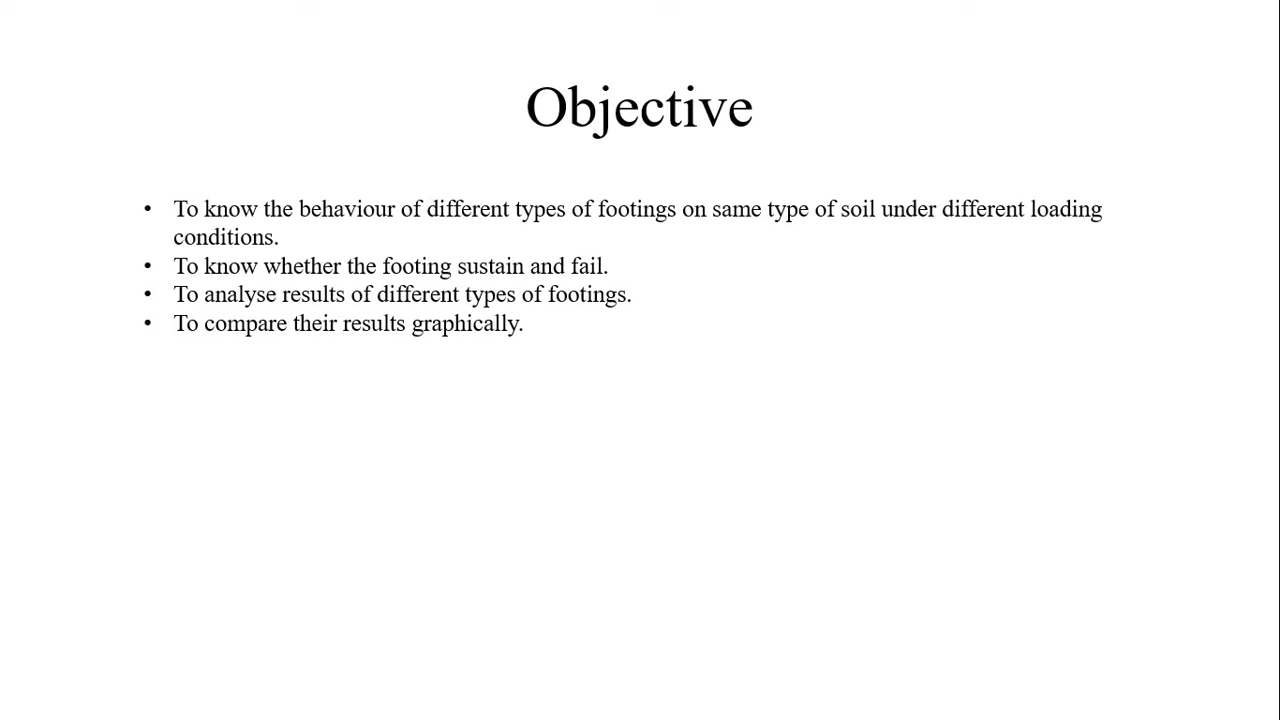 Objective
• To know the behaviour of different types of footings on same type of soil under different loading
conditions.
• To know whether the footing sustain and fail.
• To analyse results of different types of footings.
• To compare their results graphically.